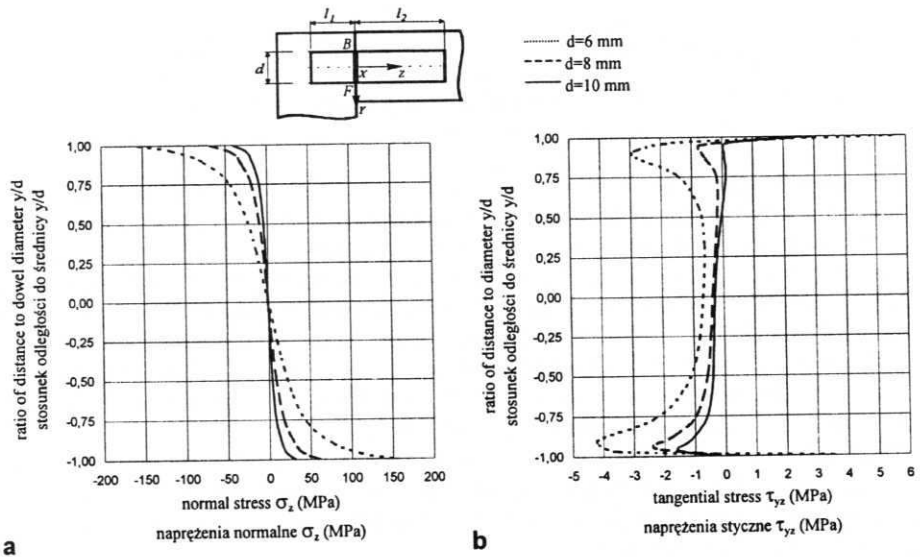 l₁ l₂
B
d x z
F
r
d=6 mm
d=8 mm
d=10 mm
ratio of distance to dowel diameter y/d
stosunek odległości do średnicy y/d
1,00
0,75
0,50
0,25
0,00
-0,25
-0,50
-0,75
-1,00
-200 -150 -100 -50 0 50 100 150 200
normal stress σz (MPa)
naprężenia normalne σz (MPa)
a
ratio of distance to diameter y/d
stosunek odległości do średnicy y/d
1,00
0,75
0,50
0,25
0,00
-0,25
-0,50
-0,75
-1,00
-5 -4 -3 -2 -1 0 1 2 3 4 5 6
tangential stress τyz (MPa)
naprężenia styczne τyz (MPa)
b